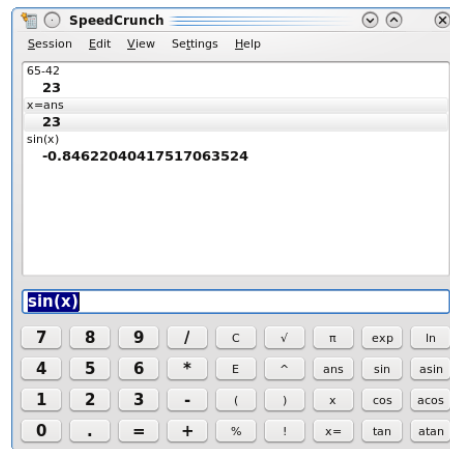 SpeedCrunch
Session Edit View Settings Help
65-42
23
x=ans
23
sin(x)
-0.84622040417517063524
sin(x)
7 8 9 / C √ π exp ln
4 5 6 * E ^ ans sin asin
1 2 3 - ( ) x cos acos
0 . = + % ! x= tan atan